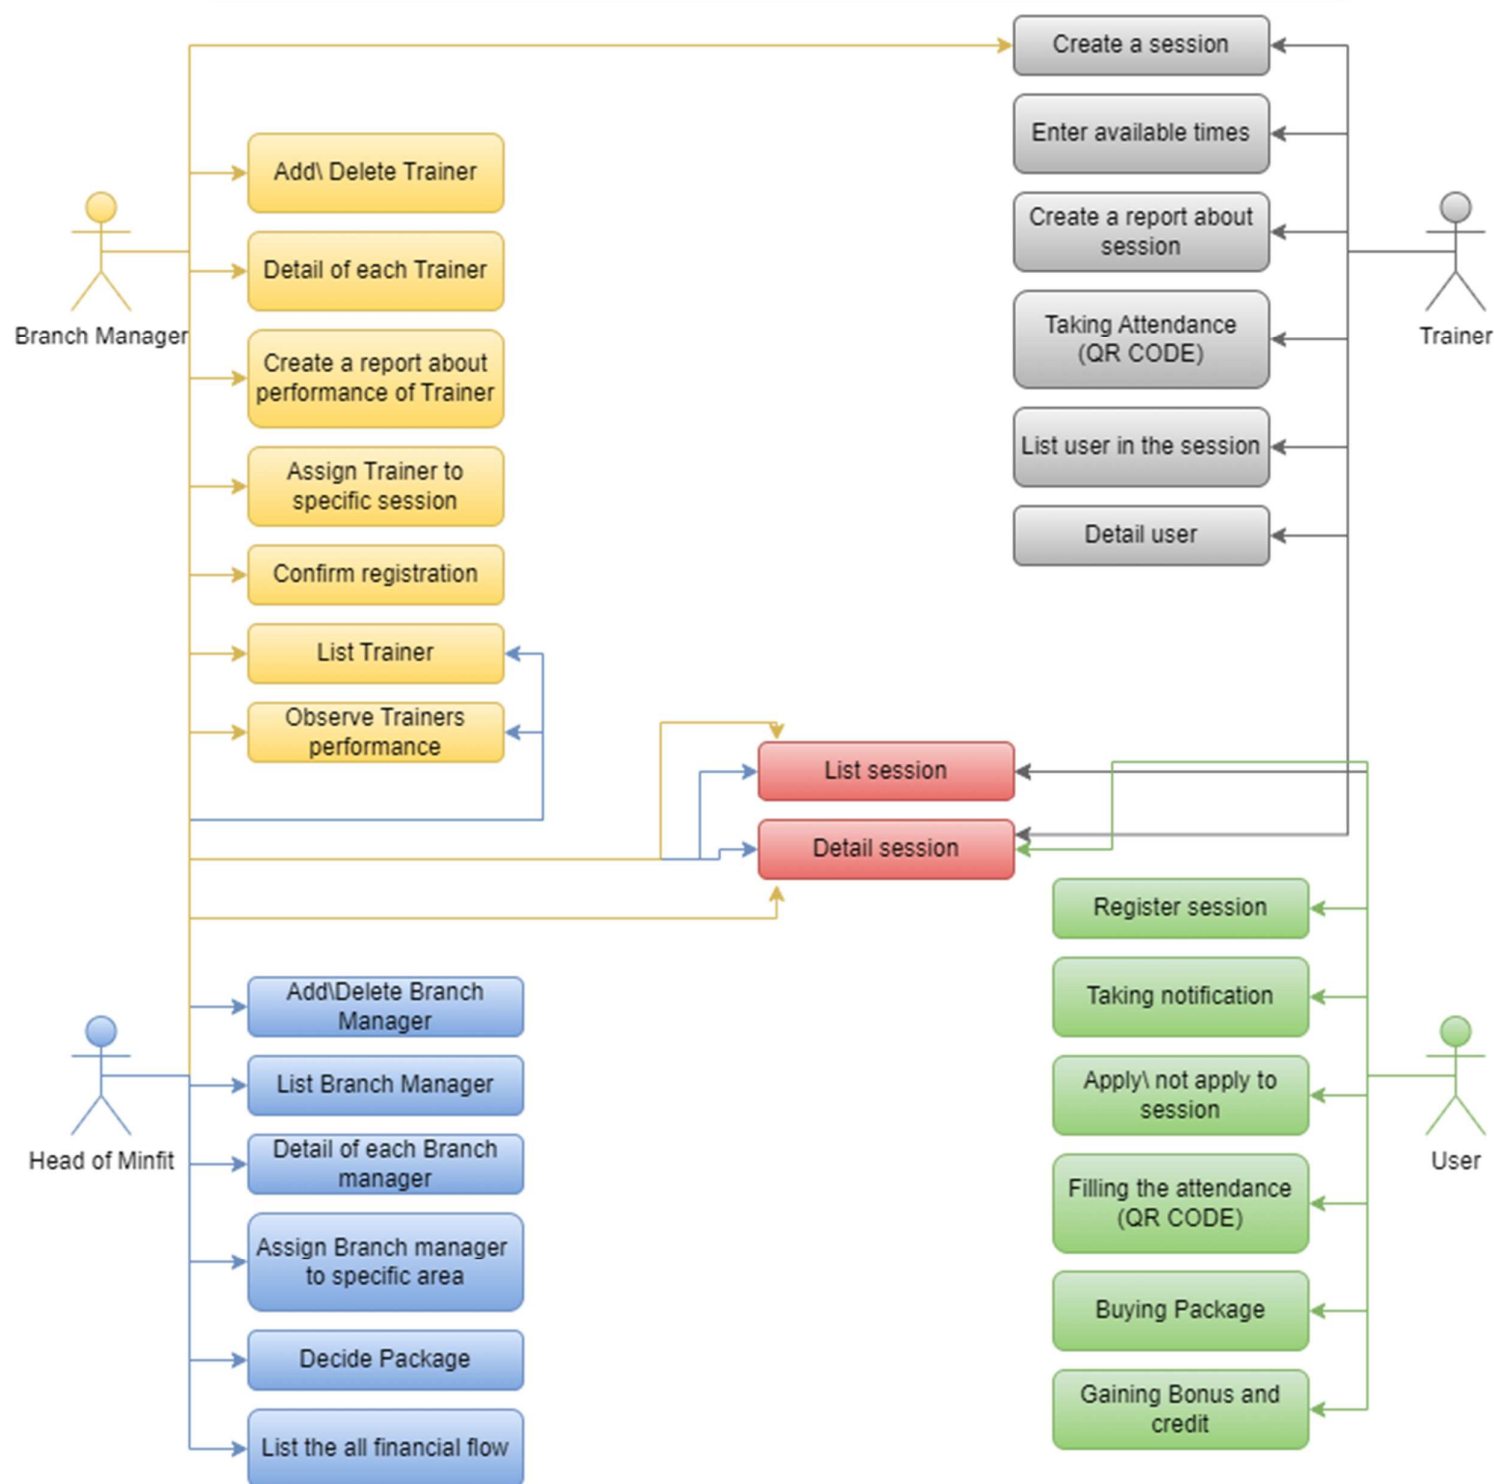 Create a session
Enter available times
Create a report about
session
Taking Attendance
(QR CODE)
List user in the session
Detail user
Trainer
Add\ Delete Trainer
Detail of each Trainer
Create a report about
performance of Trainer
Assign Trainer to
specific session
Confirm registration
List Trainer
Observe Trainers
performance
Branch Manager
List session
Detail session
Add\Delete Branch
Manager
List Branch Manager
Detail of each Branch
manager
Assign Branch manager
to specific area
Decide Package
List the all financial flow
Head of Minfit
Register session
Taking notification
Apply\ not apply to
session
Filling the attendance
(QR CODE)
Buying Package
Gaining Bonus and
credit
User